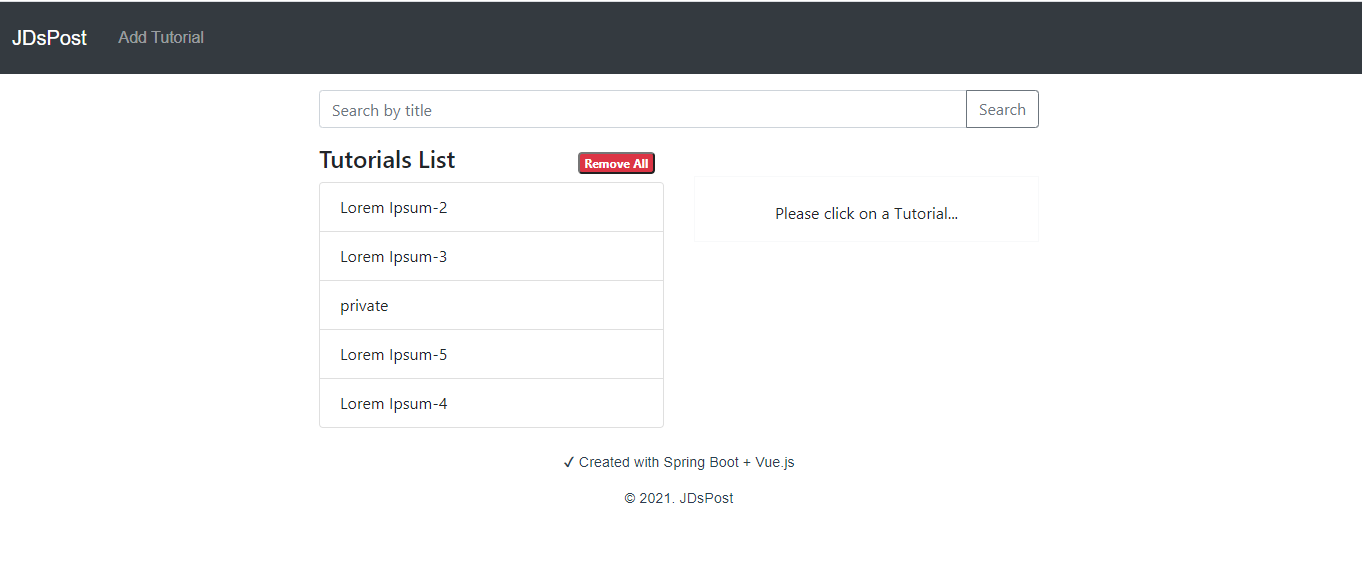 JDsPost Add Tutorial
Search by title Search
Tutorials List Remove All
Lorem Ipsum-2
Lorem Ipsum-3
private
Lorem Ipsum-5
Lorem Ipsum-4
Please click on a Tutorial...
✓ Created with Spring Boot + Vue.js
© 2021. JDsPost